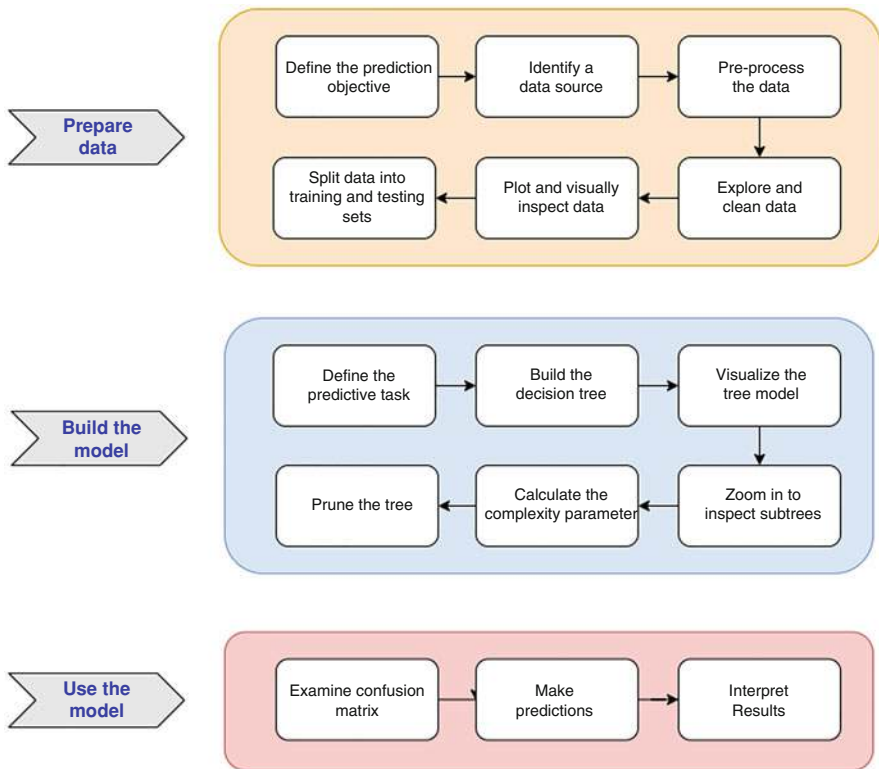 Prepare
data
Define the prediction
objective
Identify a
data source
Pre-process
the data
Explore and
clean data
Plot and visually
inspect data
Split data into
training and testing
sets
Build the
model
Define the
predictive task
Build the
decision tree
Visualize the
tree model
Zoom in to
inspect subtrees
Calculate the
complexity parameter
Prune the tree
Use the
model
Examine confusion
matrix
Make
predictions
Interpret
Results